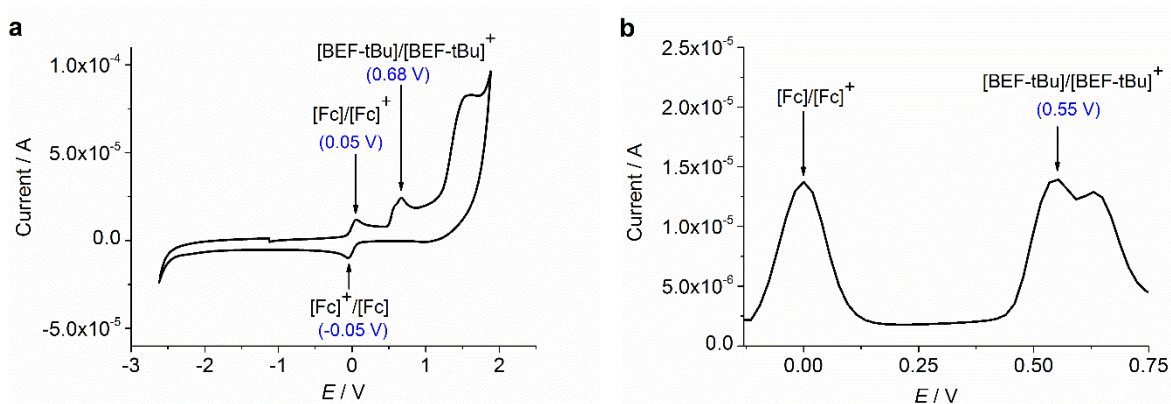 a
[BEF-tBu]/[BEF-tBu]+
(0.68 V)
[Fc]/[Fc]+
(0.05 V)
[Fc]+/[Fc]
(-0.05 V)
1.0x10-4
5.0x10-5
0.0
-5.0x10-5
Current / A
-3 -2 -1 0 1 2
E / V
b
[Fc]/[Fc]+
[BEF-tBu]/[BEF-tBu]+
(0.55 V)
2.5x10-5
2.0x10-5
1.5x10-5
1.0x10-5
5.0x10-6
0.0
Current / A
0.00 0.25 0.50 0.75
E / V